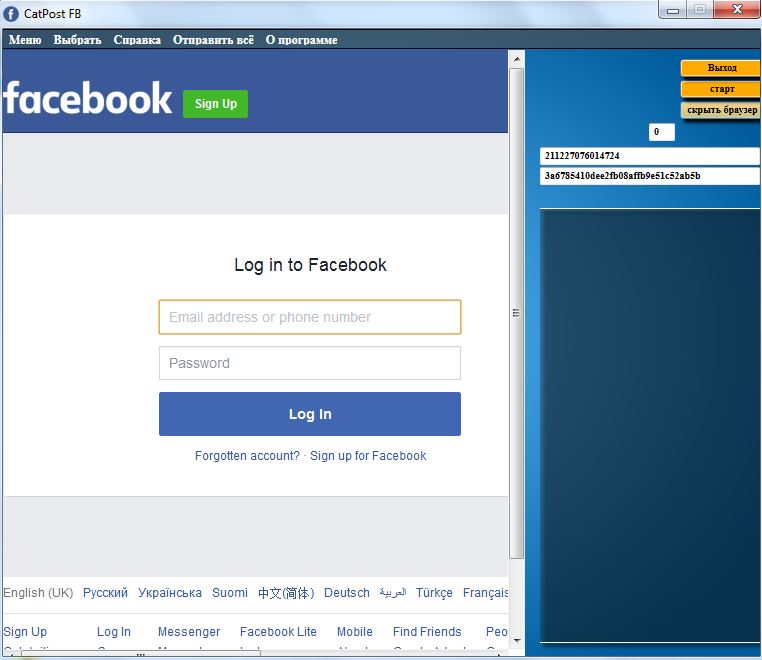 CatPost FB
Меню Выбрать Справка Отправить всё О программе
facebook Sign Up
Выход
старт
скрыть браузер
0
211227076014724
3a6785410dee2fb08affb9e51c52ab5b
Log in to Facebook
Email address or phone number
Password
Log In
Forgotten account? · Sign up for Facebook
English (UK) Русский Українська Suomi 中文(简体) Deutsch العربية Türkçe Français
Sign Up Log In Messenger Facebook Lite Mobile Find Friends Peo